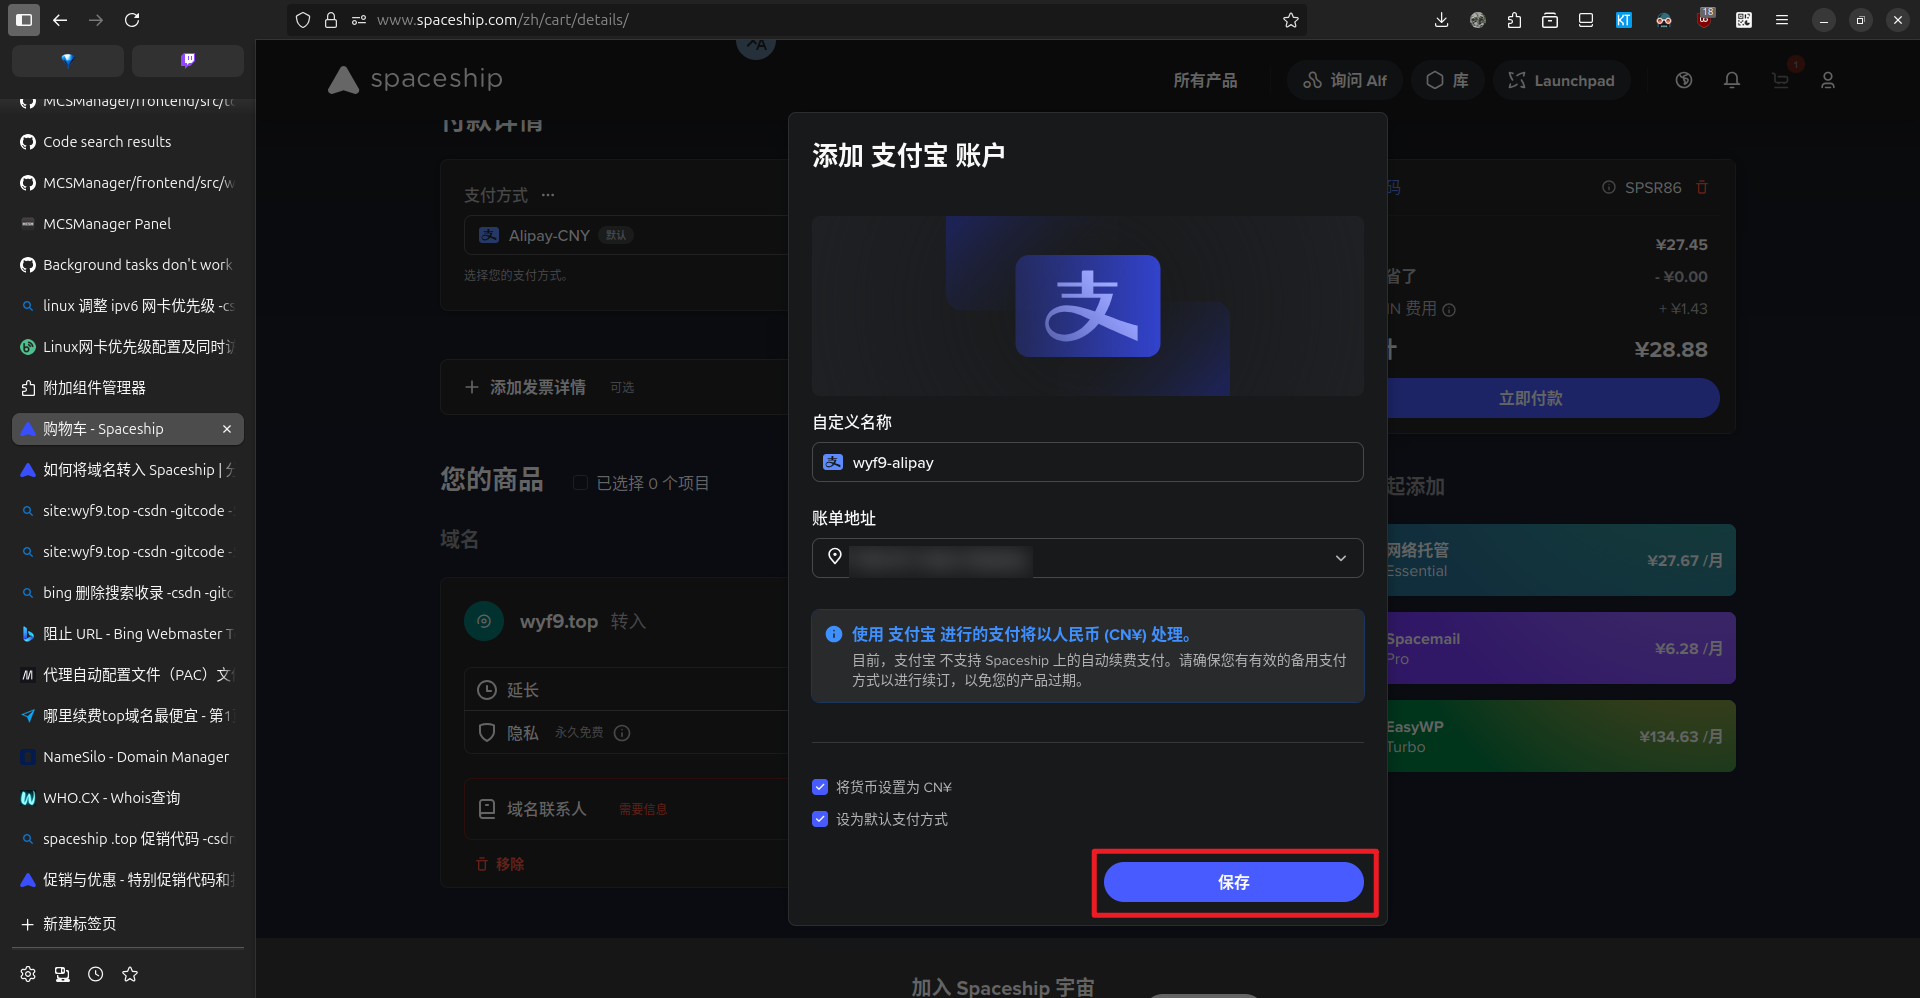 www.spaceship.com/zh/cart/details/
KT
18
MCSManager/frontend/src/
Code search results
MCSManager/frontend/src/w
MCSManager Panel
Background tasks don't work
linux 调整 ipv6 网卡优先级 -cs
Linux网卡优先级配置及同时访
附加组件管理器
购物车 - Spaceship
如何将域名转入 Spaceship |
site:wyf9.top -csdn -gitcode -
site:wyf9.top -csdn -gitcode -
bing 删除搜索收录 -csdn -gitc
阻止 URL - Bing Webmaster T
代理自动配置文件（PAC）文
哪里续费top域名最便宜 - 第1
NameSilo - Domain Manager
WHO.CX - Whois查询
spaceship .top 促销代码 -csdn
促销与优惠 - 特别促销代码和
新建标签页
spaceship
所有产品
询问 Alf
库
Launchpad
1
付款详情
支付方式 ...
支 Alipay-CNY 默认
选择您的支付方式。
添加发票详情 可选
您的商品 已选择 0 个项目
域名
wyf9.top 转入
延长
隐私 永久免费
域名联系人 需要信息
移除
添加 支付宝 账户
支
自定义名称
支 wyf9-alipay
账单地址
使用 支付宝 进行的支付将以人民币 (CN¥) 处理。
目前，支付宝 不支持 Spaceship 上的自动续费支付。请确保您有有效的备用支付
方式以进行续订，以免您的产品过期。
将货币设置为 CN¥
设为默认支付方式
保存
码 SPSR86
¥27.45
省了 - ¥0.00
费用 + ¥1.43
¥28.88
立即付款
起添加
网络托管
Essential
¥27.67 /月
Spacemail
Pro
¥6.28 /月
EasyWP
Turbo
¥134.63 /月
加入 Spaceship 宇宙